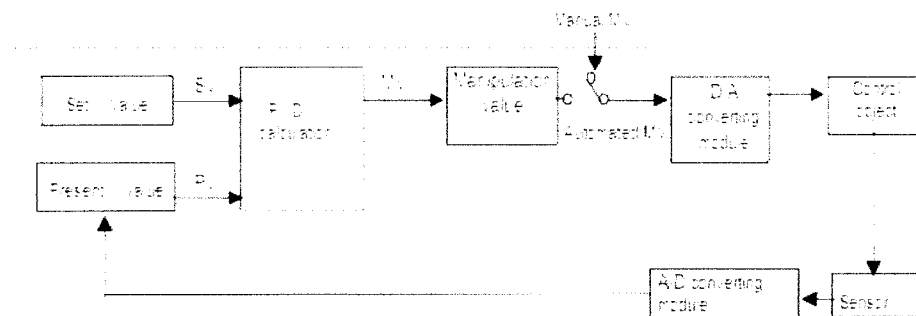 Manual MV
Set value
SV
P I D
calculation
MV
Manipulation
value
Automated MV
D/A
converting
module
Control
object
Present value
PV
A/D converting
module
Sensor